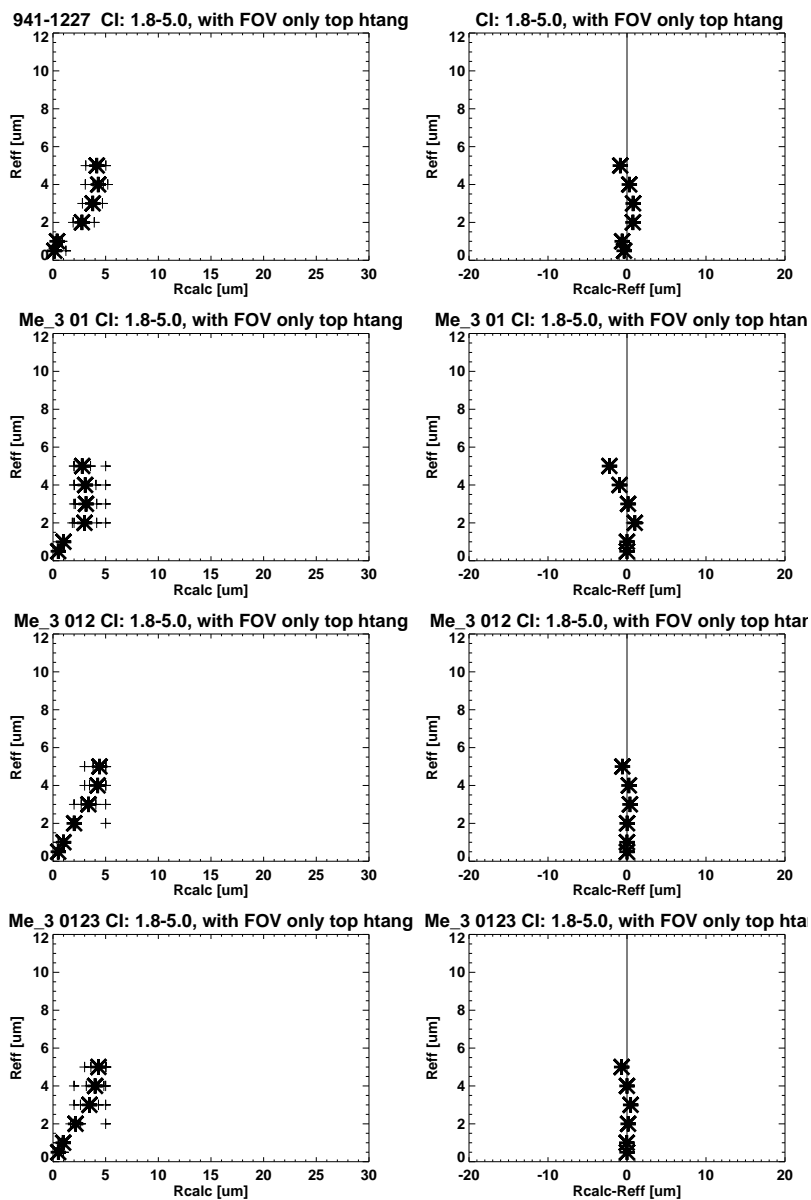 941-1227 CI: 1.8-5.0, with FOV only top htang
CI: 1.8-5.0, with FOV only top htang
12
10
8
6
4
2
0
Reff [um]
0 5 10 15 20 25 30
Rcalc [um]
12
10
8
6
4
2
0
Reff [um]
-20 -10 0 10 20
Rcalc-Reff [um]
Me_3 01 CI: 1.8-5.0, with FOV only top htang
Me_3 01 CI: 1.8-5.0, with FOV only top htan
12
10
8
6
4
2
0
Reff [um]
0 5 10 15 20 25 30
Rcalc [um]
12
10
8
6
4
2
0
Reff [um]
-20 -10 0 10 20
Rcalc-Reff [um]
Me_3 012 CI: 1.8-5.0, with FOV only top htang
Me_3 012 CI: 1.8-5.0, with FOV only top htan
12
10
8
6
4
2
0
Reff [um]
0 5 10 15 20 25 30
Rcalc [um]
12
10
8
6
4
2
0
Reff [um]
-20 -10 0 10 20
Rcalc-Reff [um]
Me_3 0123 CI: 1.8-5.0, with FOV only top htang
Me_3 0123 CI: 1.8-5.0, with FOV only top hta
12
10
8
6
4
2
0
Reff [um]
0 5 10 15 20 25 30
Rcalc [um]
12
10
8
6
4
2
0
Reff [um]
-20 -10 0 10 20
Rcalc-Reff [um]